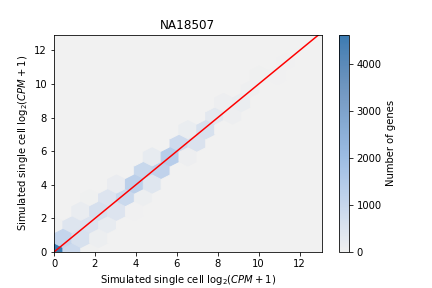 NA18507
Simulated single cell log₂(CPM + 1)
12
10
8
6
4
2
0
0 2 4 6 8 10 12
Simulated single cell log₂(CPM + 1)
4000
3000
2000
1000
0
Number of genes